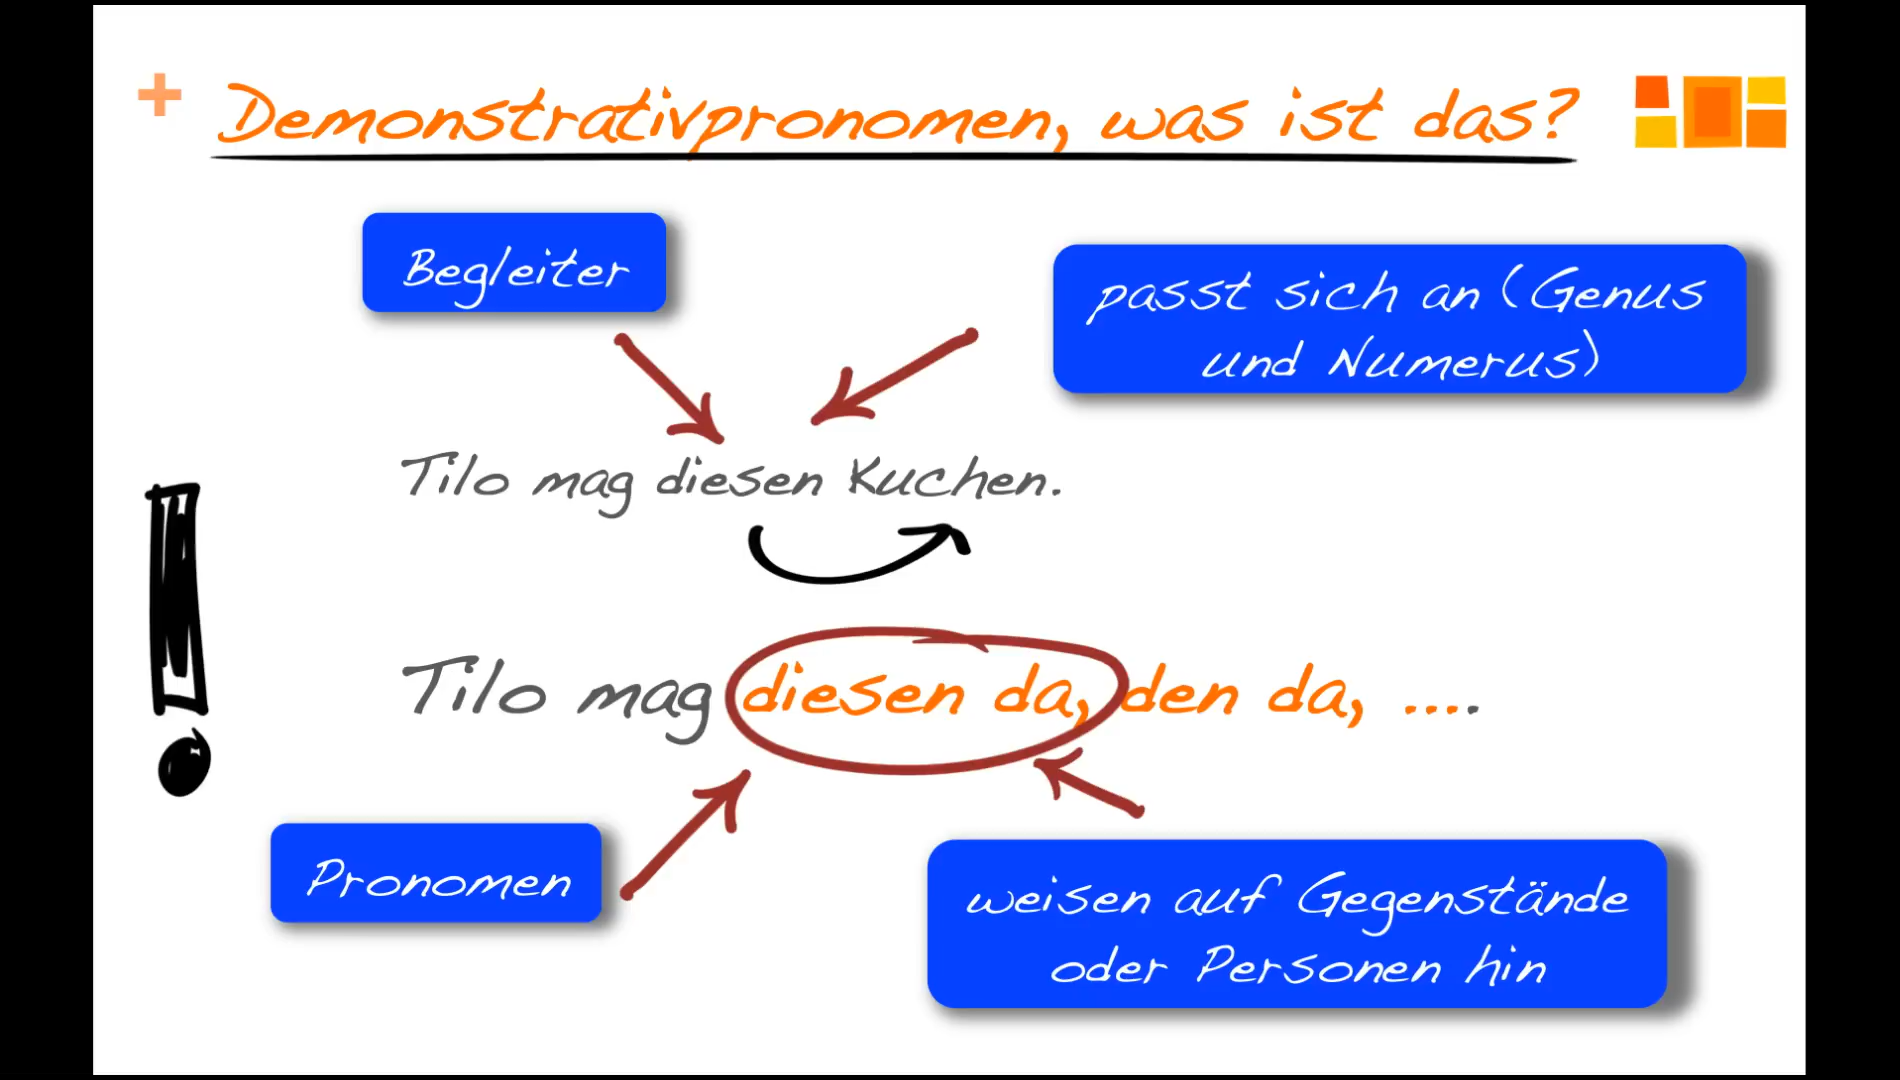 Demonstrativpronomen, was ist das?
Begleiter
passt sich an (Genus
und Numerus)
Tilo mag diesen Kuchen.
Tilo mag diesen da, den da, ....
Pronomen
weisen auf Gegenstände
oder Personen hin